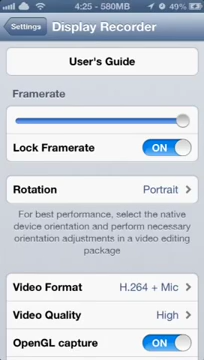 4:25 - 580MB
49%
Settings
Display Recorder
User's Guide
Framerate
Lock Framerate
ON
Rotation
Portrait
For best performance, select the native
device orientation and perform necessary
orientation adjustments in a video editing
package
Video Format
H.264 + Mic
Video Quality
High
OpenGL capture
ON